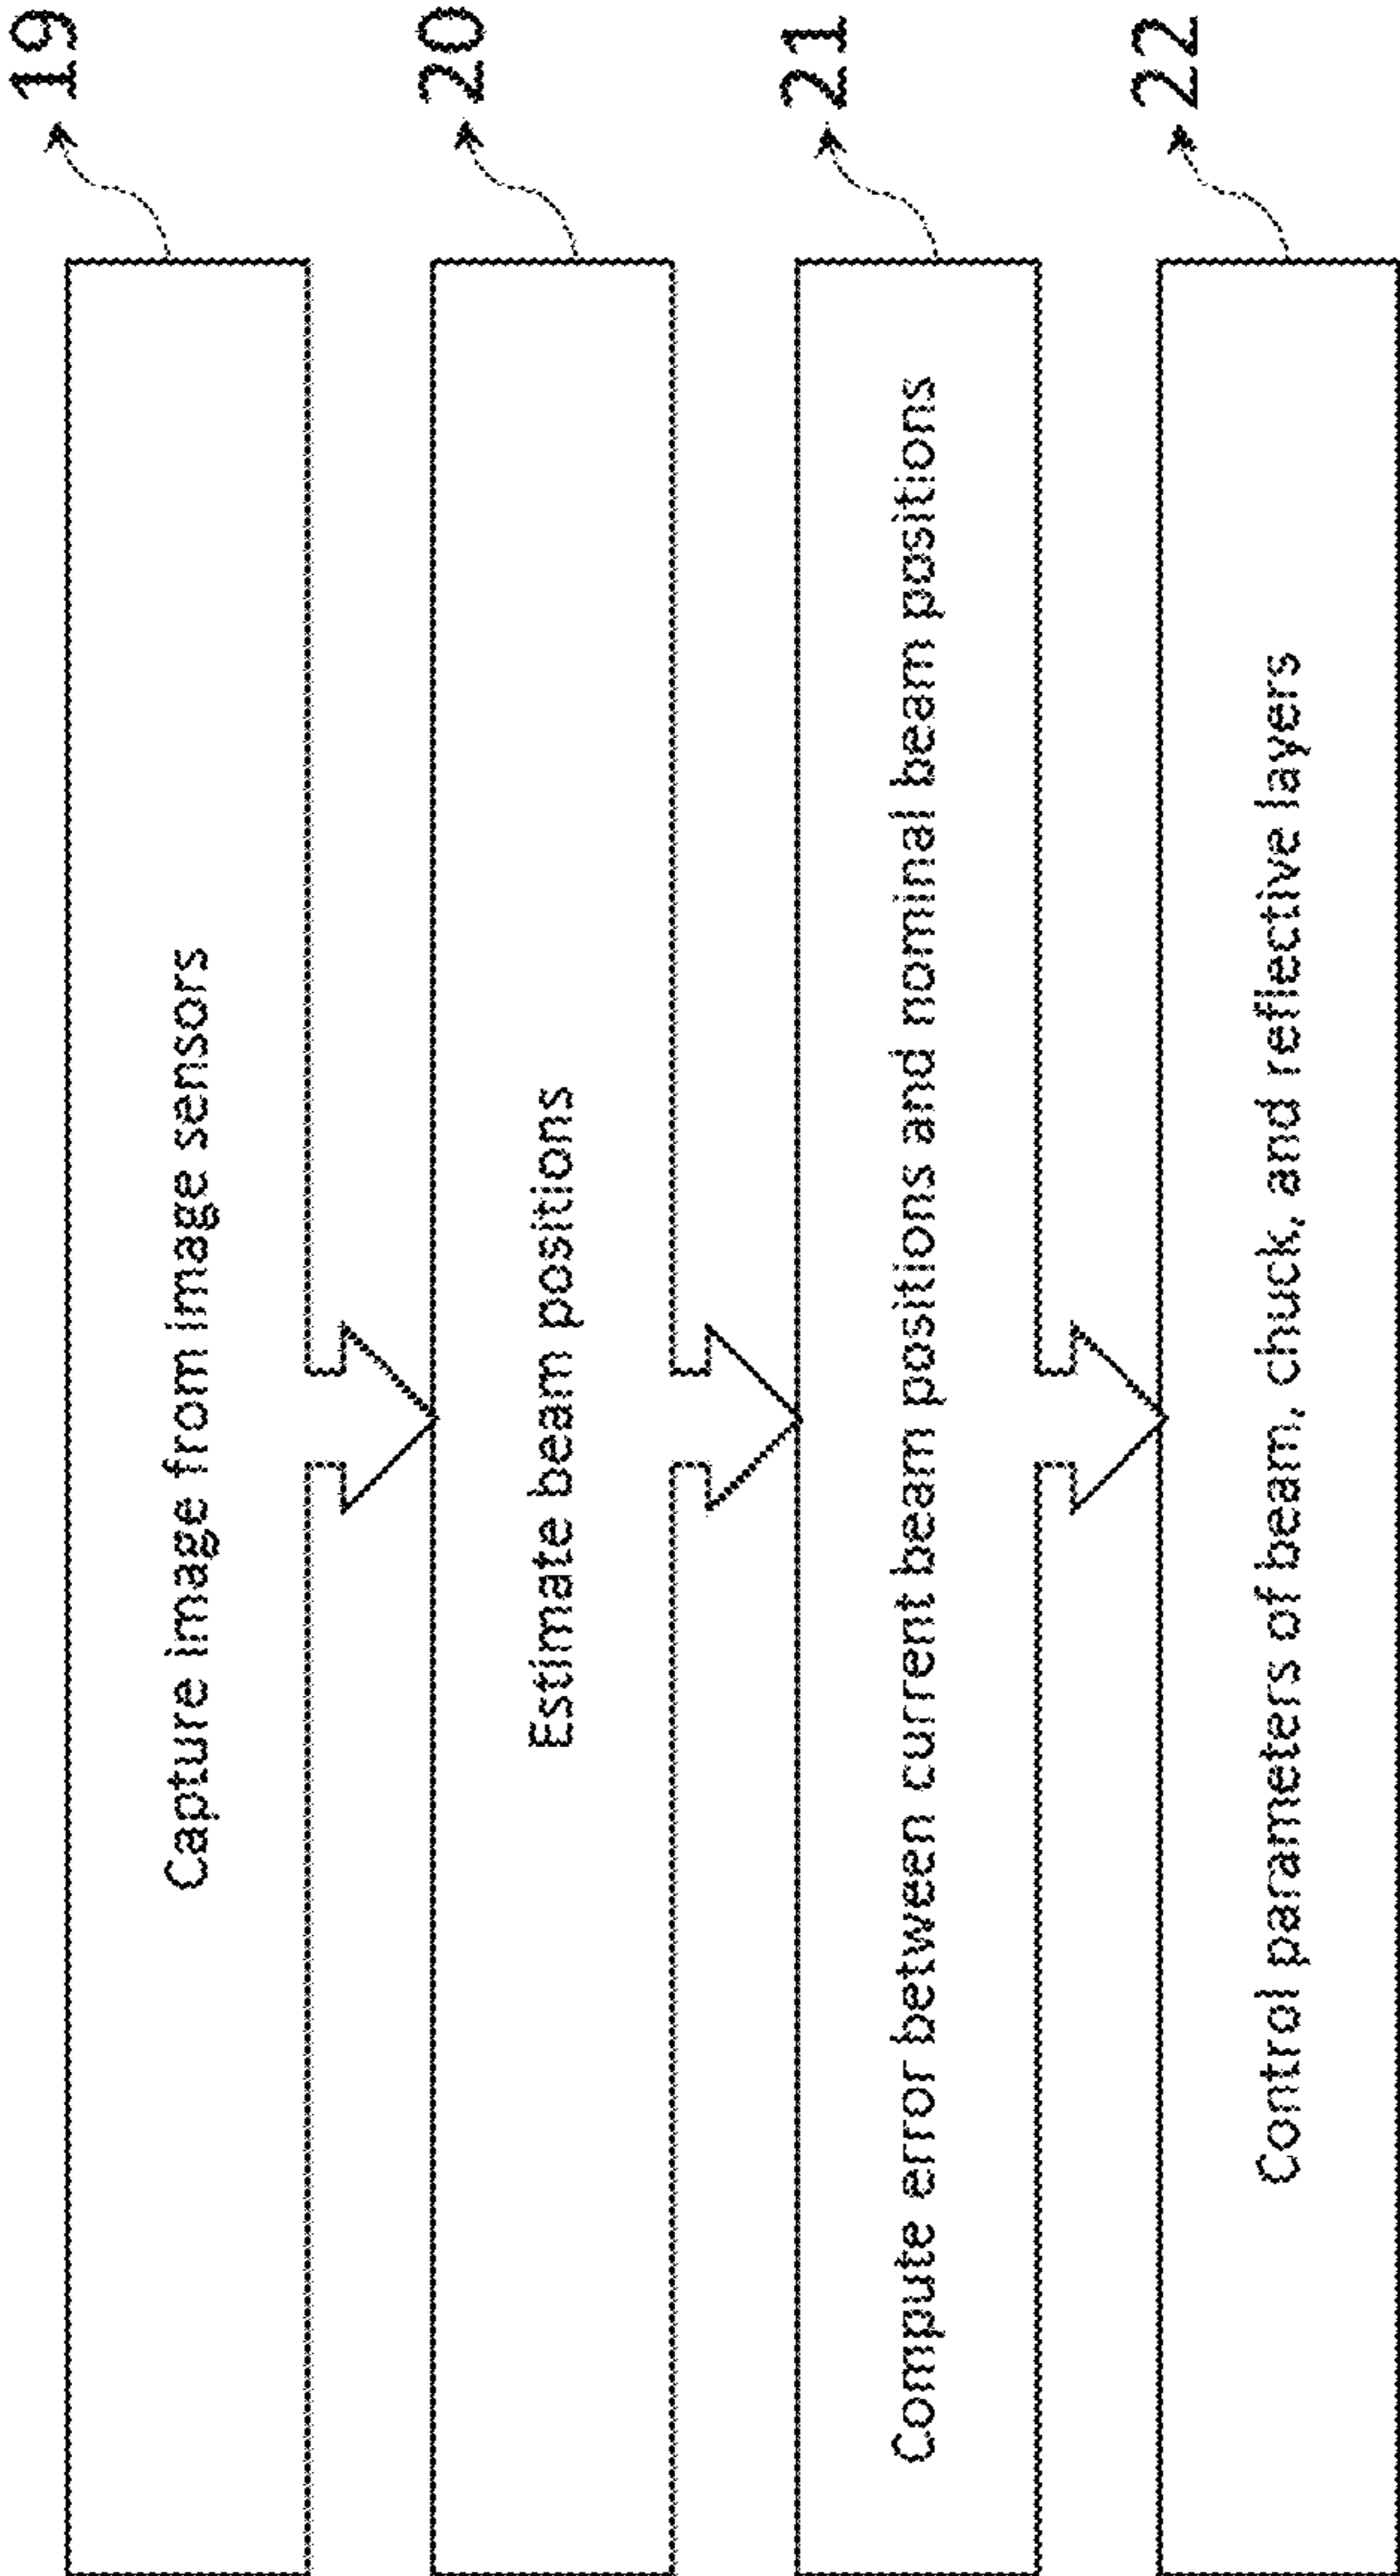 19
Capture image from image sensors
20
Estimate beam positions
21
Compute error between current beam positions and nominal beam positions
22
Control parameters of beam, chuck, and reflective layers